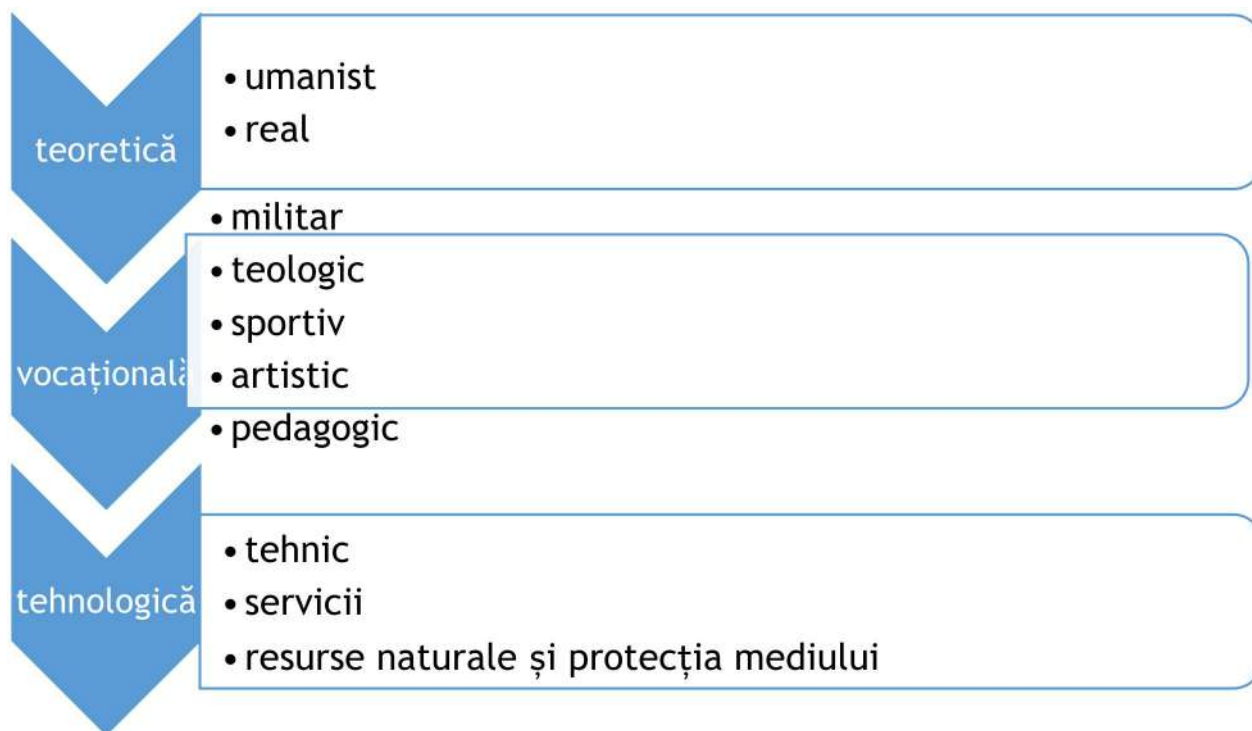 teoretică
• umanist
• real
vocațională
• militar
• teologic
• sportiv
• artistic
• pedagogic
tehnologică
• tehnic
• servicii
• resurse naturale și protecția mediului